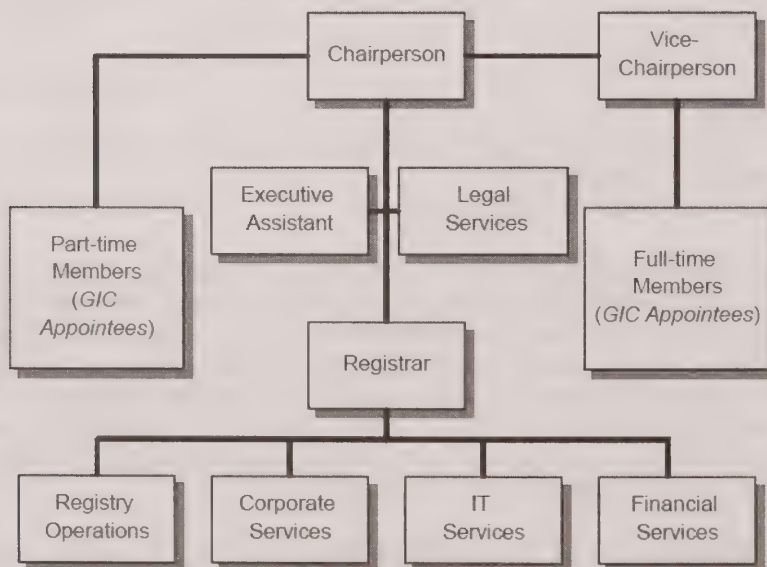 Chairperson
Vice-
Chairperson
Executive
Assistant
Legal
Services
Part-time
Members
(GIC
Appointees)
Full-time
Members
(GIC Appointees)
Registrar
Registry
Operations
Corporate
Services
IT
Services
Financial
Services